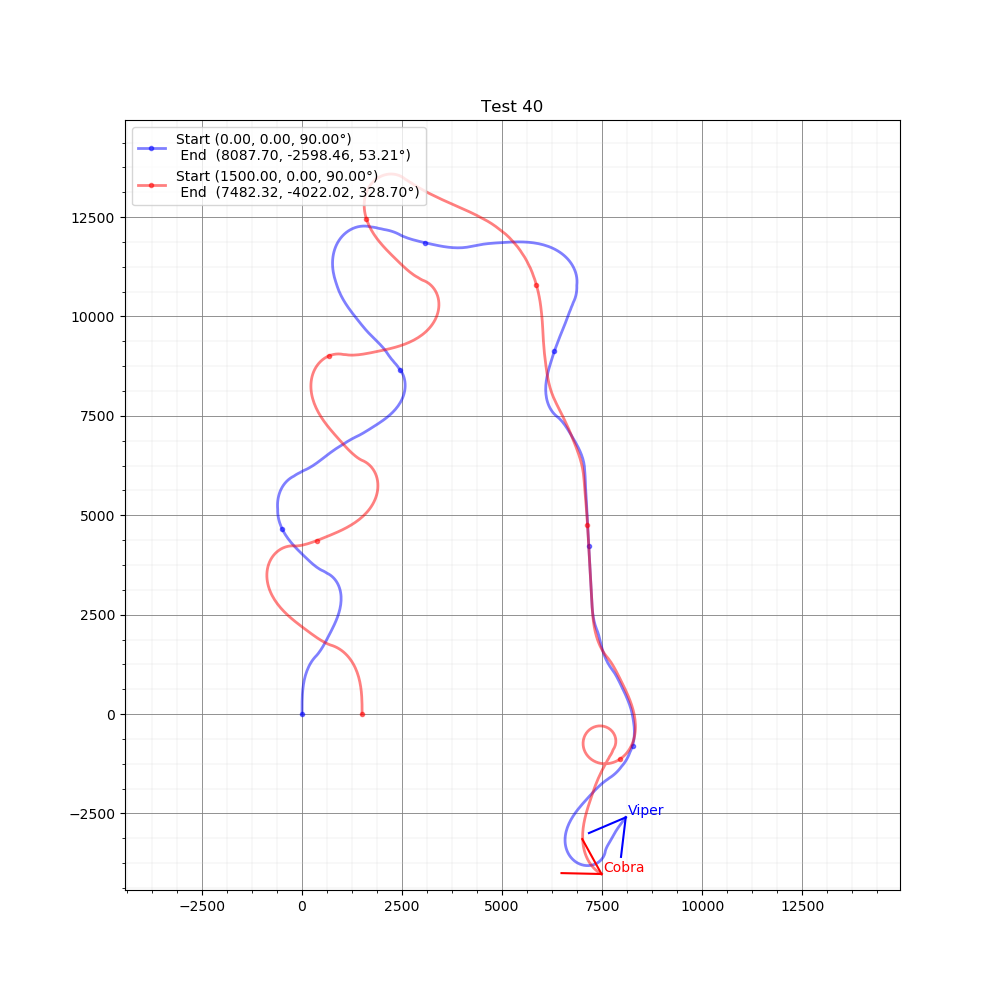 Test 40
Start (0.00, 0.00, 90.00°)
End  (8087.70, -2598.46, 53.21°)
Start (1500.00, 0.00, 90.00°)
End  (7482.32, -4022.02, 328.70°)
12500
10000
7500
5000
2500
0
−2500
Viper
Cobra
−2500 0 2500 5000 7500 10000 12500